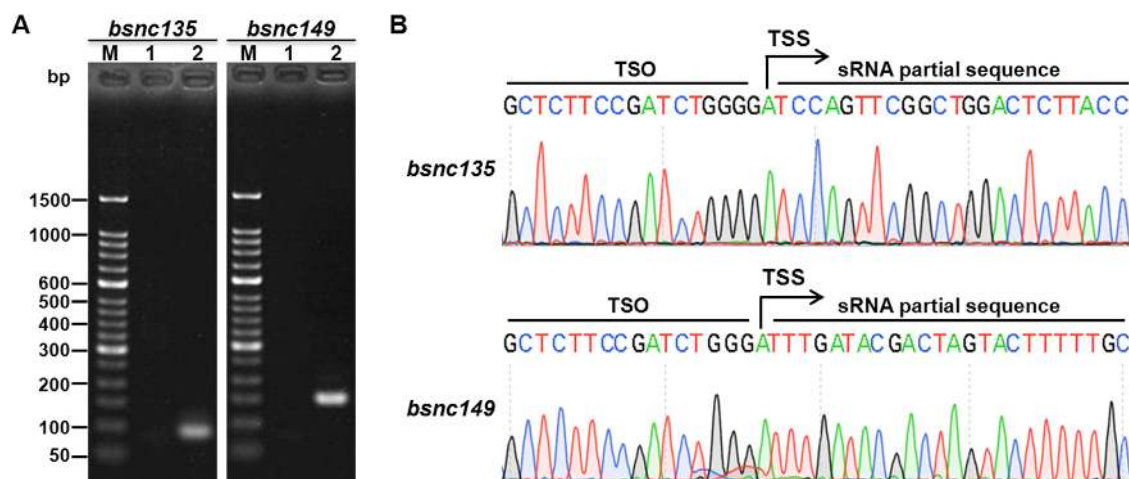 A
bsnc135 bsnc149
M 1 2 M 1 2
bp
1500
1000
600
500
400
300
200
100
50
B
TSS
TSO sRNA partial sequence
GCTCTTCCGATCTGGGGATCCAGTTCGGCTGGACTCTTACC
bsnc135
TSS
TSO sRNA partial sequence
GCTCTTCCGATCTGGGATTTGATACGACTAGTACTTTTTGC
bsnc149